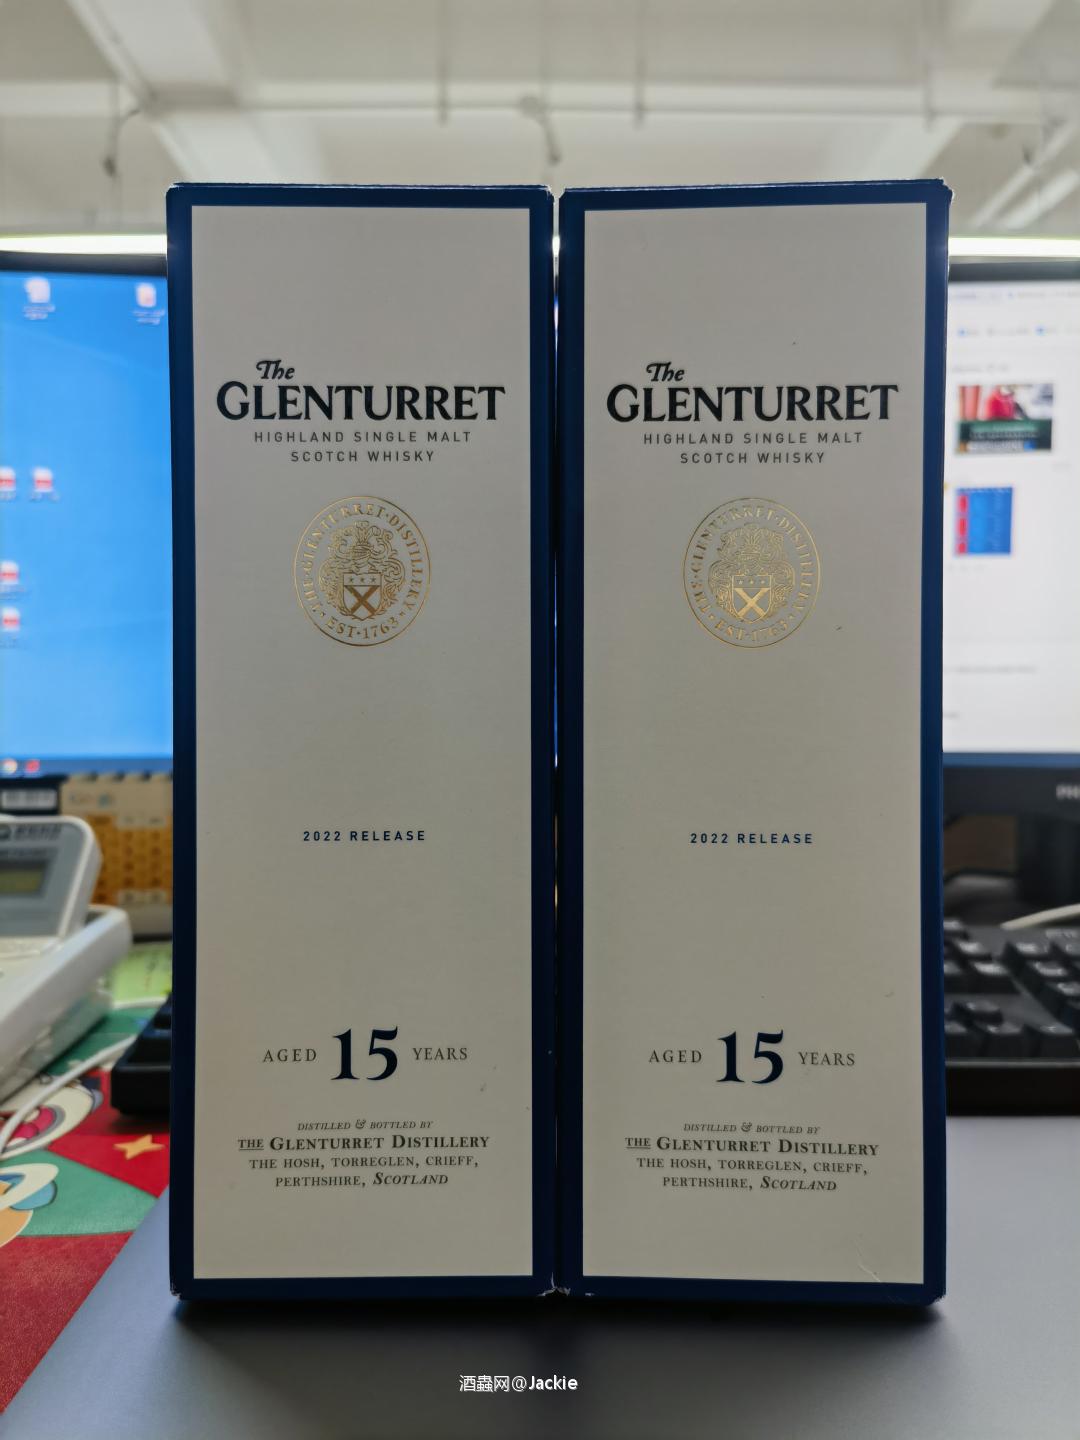 The
GLENTURRET
HIGHLAND SINGLE MALT
SCOTCH WHISKY
THE·GLENTURRET·DISTILLERY·
EST·1763
2022 RELEASE
AGED 15 YEARS
DISTILLED & BOTTLED BY
THE GLENTURRET DISTILLERY
THE HOSH, TORREGLEN, CRIEFF,
PERTHSHIRE, SCOTLAND
The
GLENTURRET
HIGHLAND SINGLE MALT
SCOTCH WHISKY
THE·GLENTURRET·DISTILLERY·
EST·1763
2022 RELEASE
AGED 15 YEARS
DISTILLED & BOTTLED BY
THE GLENTURRET DISTILLERY
THE HOSH, TORREGLEN, CRIEFF,
PERTHSHIRE, SCOTLAND
酒蟲网@Jackie